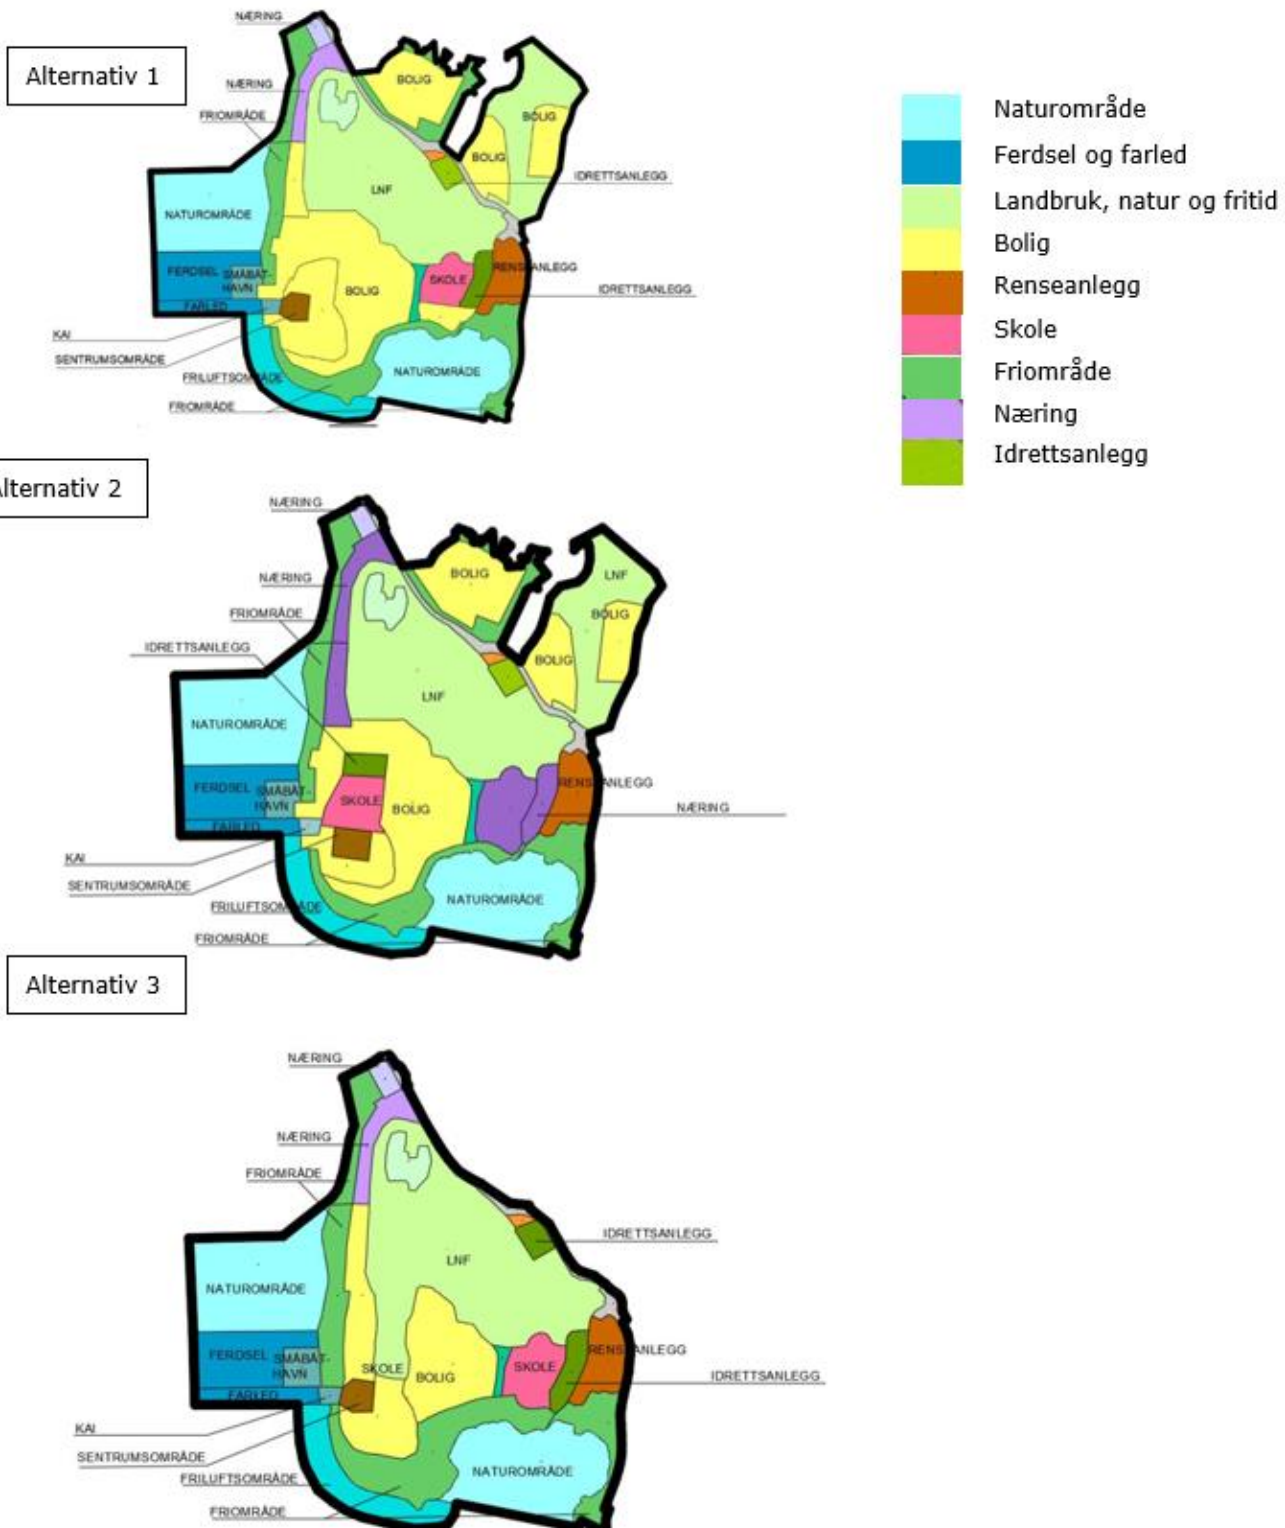 Alternativ 1
NÆRING
NÆRING
FRIOMRÅDE
BOLIG
BOLIG
BOLIG
LNF
IDRETTSANLEGG
NATUROMRÅDE
FERDSEL
SMÅBÅT-
HAVN
FARLED
BOLIG
SKOLE
RENSEANLEGG
IDRETTSANLEGG
KAI
SENTRUMSOMRÅDE
FRILUFTSOMRÅDE
NATUROMRÅDE
FRIOMRÅDE
Naturområde
Ferdsel og farled
Landbruk, natur og fritid
Bolig
Renseanlegg
Skole
Friområde
Næring
Idrettsanlegg
Alternativ 2
NÆRING
NÆRING
FRIOMRÅDE
IDRETTSANLEGG
BOLIG
LNF
BOLIG
BOLIG
LNF
NATUROMRÅDE
FERDSEL
SMÅBÅT-
HAVN
FARLED
SKOLE
BOLIG
RENSEANLEGG
NÆRING
KAI
SENTRUMSOMRÅDE
FRILUFTSOMRÅDE
NATUROMRÅDE
FRIOMRÅDE
Alternativ 3
NÆRING
NÆRING
FRIOMRÅDE
IDRETTSANLEGG
LNF
NATUROMRÅDE
FERDSEL
SMÅBÅT-
HAVN
FARLED
SKOLE
BOLIG
SKOLE
RENSEANLEGG
IDRETTSANLEGG
KAI
SENTRUMSOMRÅDE
FRILUFTSOMRÅDE
NATUROMRÅDE
FRIOMRÅDE